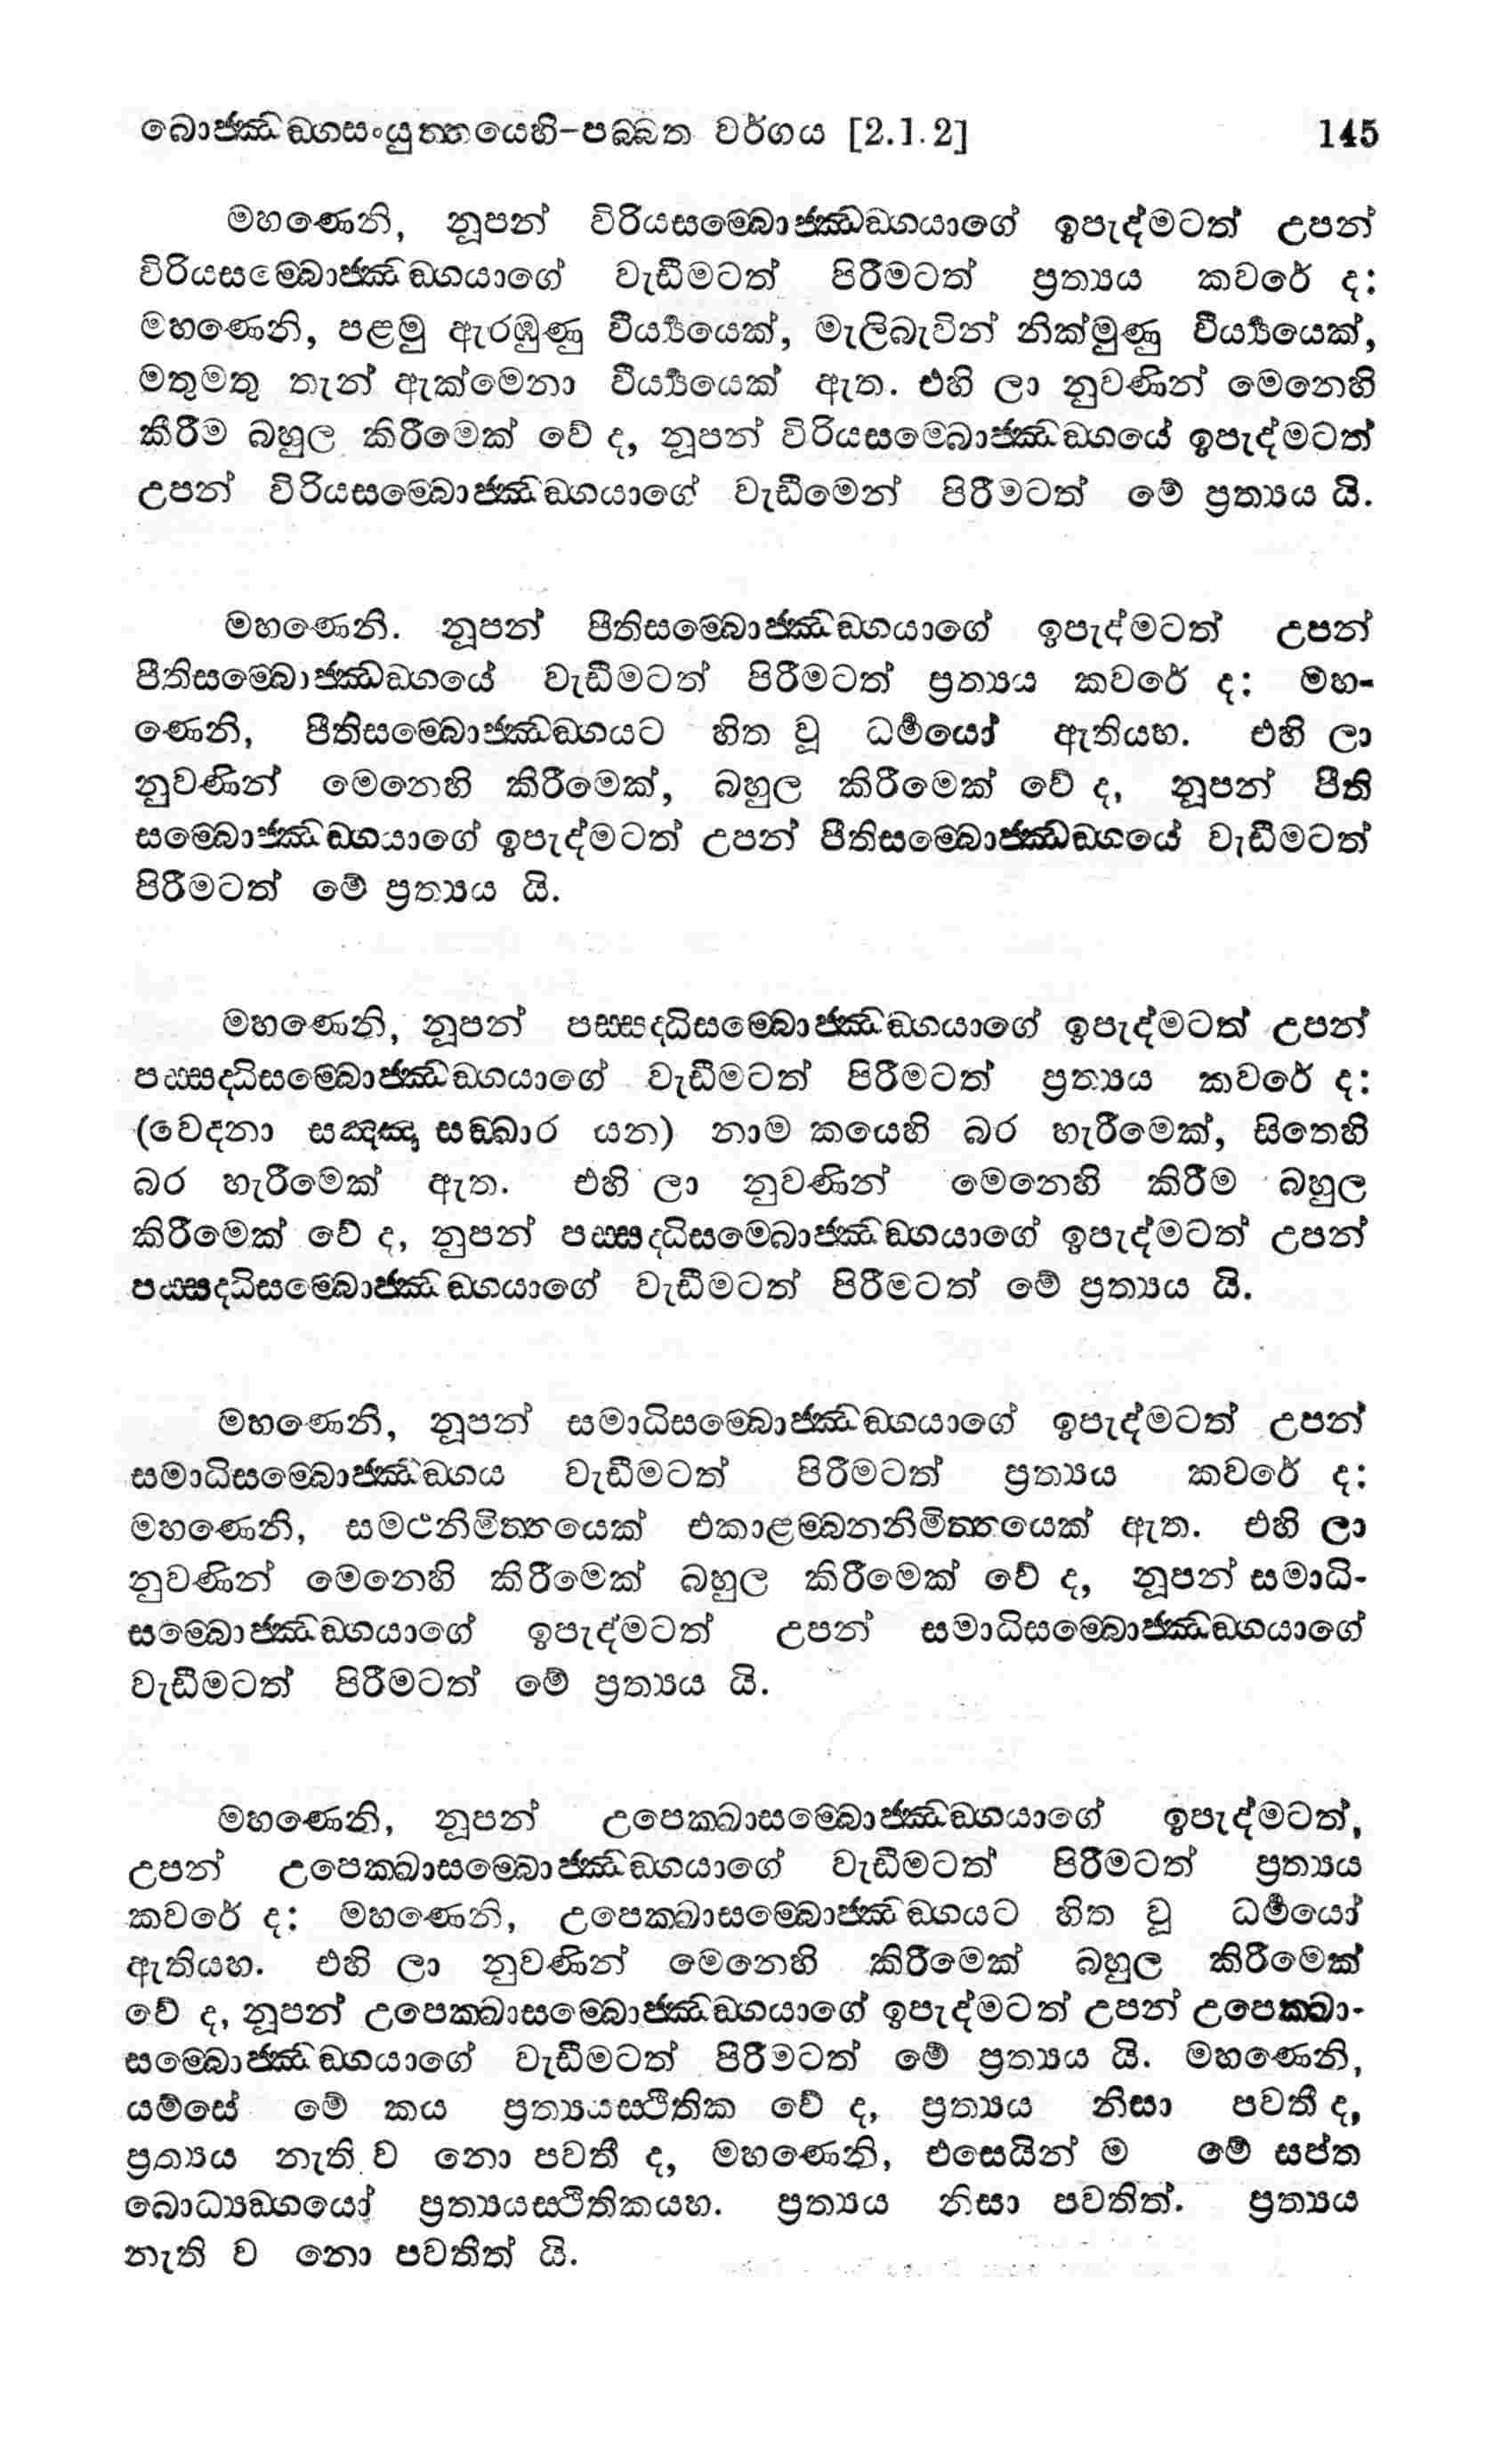 බොජ්ඣඞ්ගසංයුත්තයෙහි-පබ්බත වර්ගය [2.1.2] 145
මහණෙනි, නූපන් විරියසම්බොජ්ඣඞ්ගයාගේ ඉපැද්මටත් උපන්
විරියසම්බොජ්ඣඞ්ගයාගේ වැඩීමටත් පිරීමටත් ප්‍රත්‍යය කවරේ ද:
මහණෙනි, පළමු ඇරඹුණු වීර්‍ය්‍යයෙක්, මැලිබැවින් නික්මුණු වීර්‍ය්‍යයෙක්,
මතුමතු තැන් ඇක්මෙනා වීර්‍ය්‍යයෙක් ඇත. එහි ලා නුවණින් මෙනෙහි
කිරීම බහුල කිරීමෙක් වේ ද, නූපන් විරියසම්බොජ්ඣඞ්ගයේ ඉපැද්මටත්
උපන් විරියසම්බොජ්ඣඞ්ගයාගේ වැඩීමෙන් පිරීමටත් මේ ප්‍රත්‍යය යි.
මහණෙනි. නූපන් පීතිසම්බොජ්ඣඞ්ගයාගේ ඉපැද්මටත් උපන්
පීතිසම්බොජ්ඣඞ්ගයේ වැඩීමටත් පිරීමටත් ප්‍රත්‍යය කවරේ ද: මහ-
ණෙනි, පීතිසම්බොජ්ඣඞ්ගයට හිත වූ ධර්‍මයෝ ඇතියහ. එහි ලා
නුවණින් මෙනෙහි කිරීමෙක්, බහුල කිරීමෙක් වේ ද, නූපන් පීති
සම්බොජ්ඣඞ්ගයාගේ ඉපැද්මටත් උපන් පීතිසම්බොජ්ඣඞ්ගයේ වැඩීමටත්
පිරීමටත් මේ ප්‍රත්‍යය යි.
මහණෙනි, නූපන් පස්සද්ධිසම්බොජ්ඣඞ්ගයාගේ ඉපැද්මටත් උපන්
පස්සද්ධිසම්බොජ්ඣඞ්ගයාගේ වැඩීමටත් පිරීමටත් ප්‍රත්‍යය කවරේ ද:
(වෙදනා සඤ්ඤා සඞ්ඛාර යන) නාම කයෙහි බර හැරීමෙක්, සිතෙහි
බර හැරීමෙක් ඇත. එහි ලා නුවණින් මෙනෙහි කිරීම බහුල
කිරීමෙක් වේ ද, නුපන් පස්සද්ධිසම්බොජ්ඣඞ්ගයාගේ ඉපැද්මටත් උපන්
පස්සද්ධිසම්බොජ්ඣඞ්ගයාගේ වැඩීමටත් පිරීමටත් මේ ප්‍රත්‍යය යි.
මහණෙනි, නූපන් සමාධිසම්බොජ්ඣඞ්ගයාගේ ඉපැද්මටත් උපන්
සමාධිසම්බොජ්ඣඞ්ගය වැඩීමටත් පිරීමටත් ප්‍රත්‍යය කවරේ ද:
මහණෙනි, සමථනිමිත්තයෙක් එකාළම්බනනිමිත්තයෙක් ඇත. එහි ලා
නුවණින් මෙනෙහි කිරීමෙක් බහුල කිරීමෙක් වේ ද, නූපන් සමාධි-
සම්බොජ්ඣඞ්ගයාගේ ඉපැද්මටත් උපන් සමාධිසම්බොජ්ඣඞ්ගයාගේ
වැඩීමටත් පිරීමටත් මේ ප්‍රත්‍යය යි.
මහණෙනි, නූපන් උපෙක්ඛාසම්බොජ්ඣඞ්ගයාගේ ඉපැද්මටත්,
උපන් උපෙක්ඛාසම්බොජ්ඣඞ්ගයාගේ වැඩීමටත් පිරීමටත් ප්‍රත්‍යය
කවරේ ද: මහණෙනි, උපෙක්ඛාසම්බොජ්ඣඞ්ගයට හිත වූ ධර්‍මයෝ
ඇතියහ. එහි ලා නුවණින් මෙනෙහි කිරීමෙක් බහුල කිරීමෙක්
වේ ද, නූපන් උපෙක්ඛාසම්බොජ්ඣඞ්ගයාගේ ඉපැද්මටත් උපන් උපෙක්ඛා-
සම්බොජ්ඣඞ්ගයාගේ වැඩීමටත් පිරීමටත් මේ ප්‍රත්‍යය යි. මහණෙනි,
යම්සේ මේ කය ප්‍රත්‍යයස්ථිතික වේ ද, ප්‍රත්‍යය නිසා පවතී ද,
ප්‍රත්‍යය නැති ව නො පවතී ද, මහණෙනි, එසෙයින් ම මේ සප්ත
බොධ්‍යඞ්ගයෝ ප්‍රත්‍යයස්ථිතිකයහ. ප්‍රත්‍යය නිසා පවතිත්. ප්‍රත්‍යය
නැති ව නො පවතිත් යි.